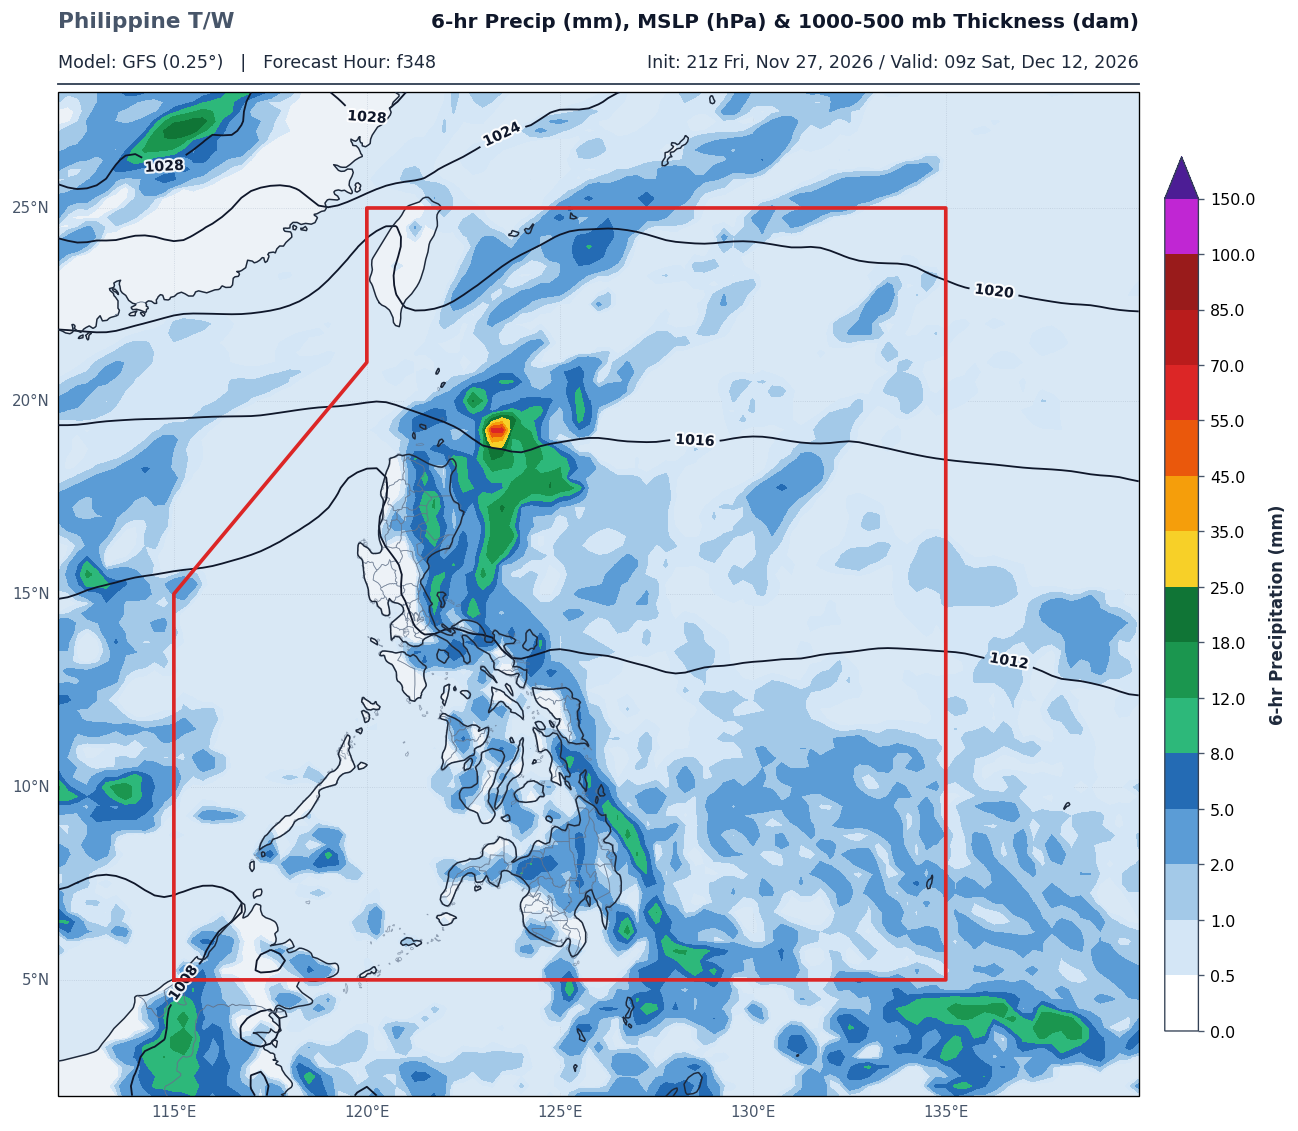 Philippine T/W
6-hr Precip (mm), MSLP (hPa) & 1000-500 mb Thickness (dam)
Model: GFS (0.25°) | Forecast Hour: f348
Init: 21z Fri, Nov 27, 2026 / Valid: 09z Sat, Dec 12, 2026
1028
1024
1028
1020
1016
1012
1008
25°N
20°N
15°N
10°N
5°N
115°E
120°E
125°E
130°E
135°E
150.0
100.0
85.0
70.0
55.0
45.0
35.0
25.0
18.0
12.0
8.0
5.0
2.0
1.0
0.5
0.0
6-hr Precipitation (mm)